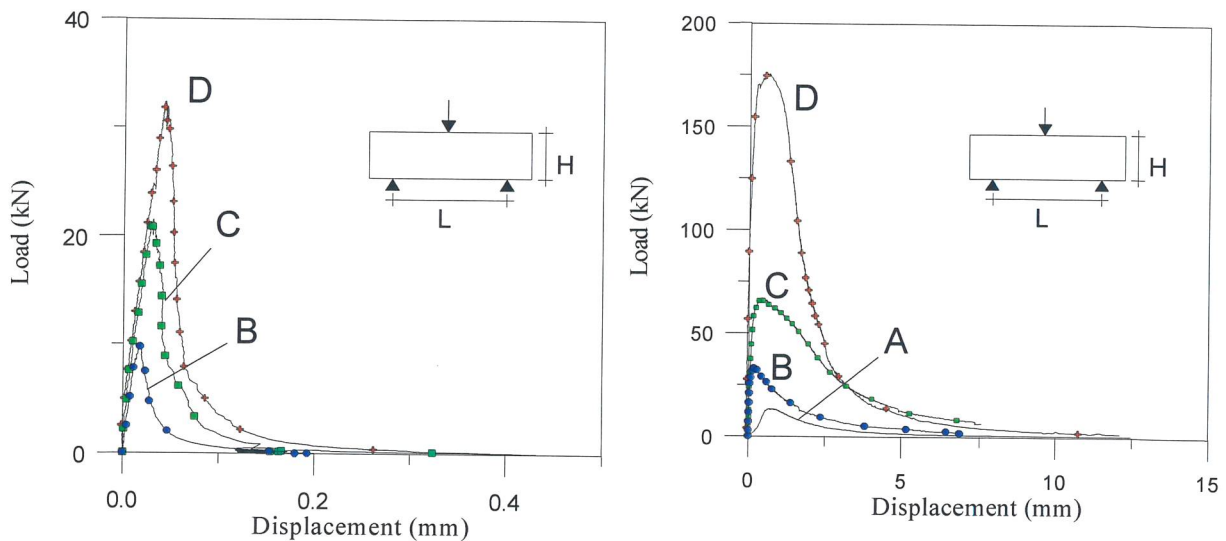 40
20
0
Load (kN)
D
C
B
H
L
0.0
0.2
0.4
Displacement (mm)
200
150
100
50
0
Load (kN)
D
C
B
A
H
L
0
5
10
15
Displacement (mm)